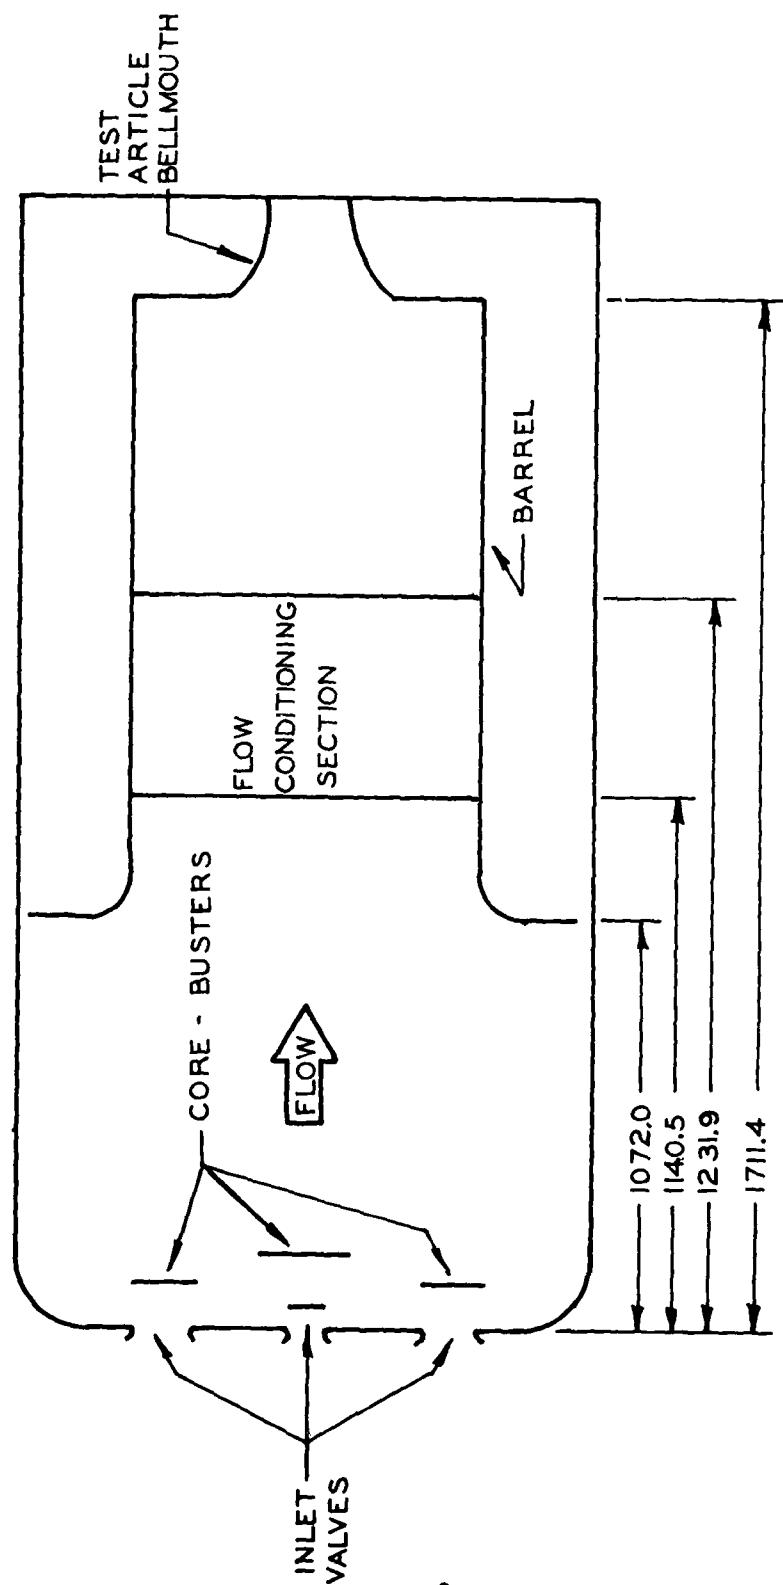 TEST
ARTICLE
BELLMOUTH
BARREL
FLOW
CONDITIONING
SECTION
CORE - BUSTERS
FLOW
1072.0
1140.5
1231.9
1711.4
INLET
VALVES